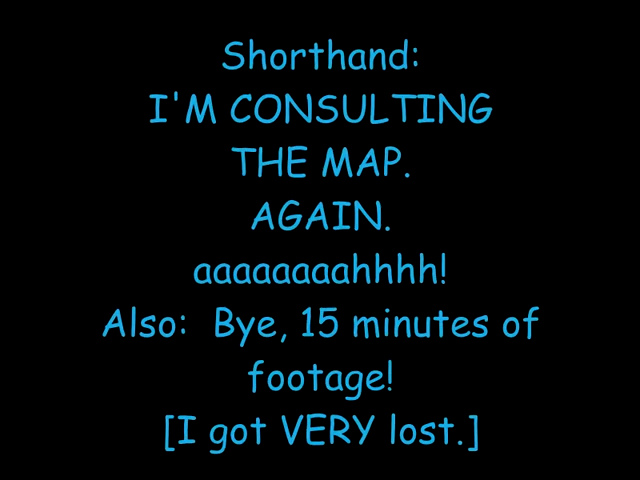 Shorthand:
I'M CONSULTING
THE MAP.
AGAIN.
aaaaaaaahhhh!
Also:  Bye, 15 minutes of
footage!
[I got VERY lost.]